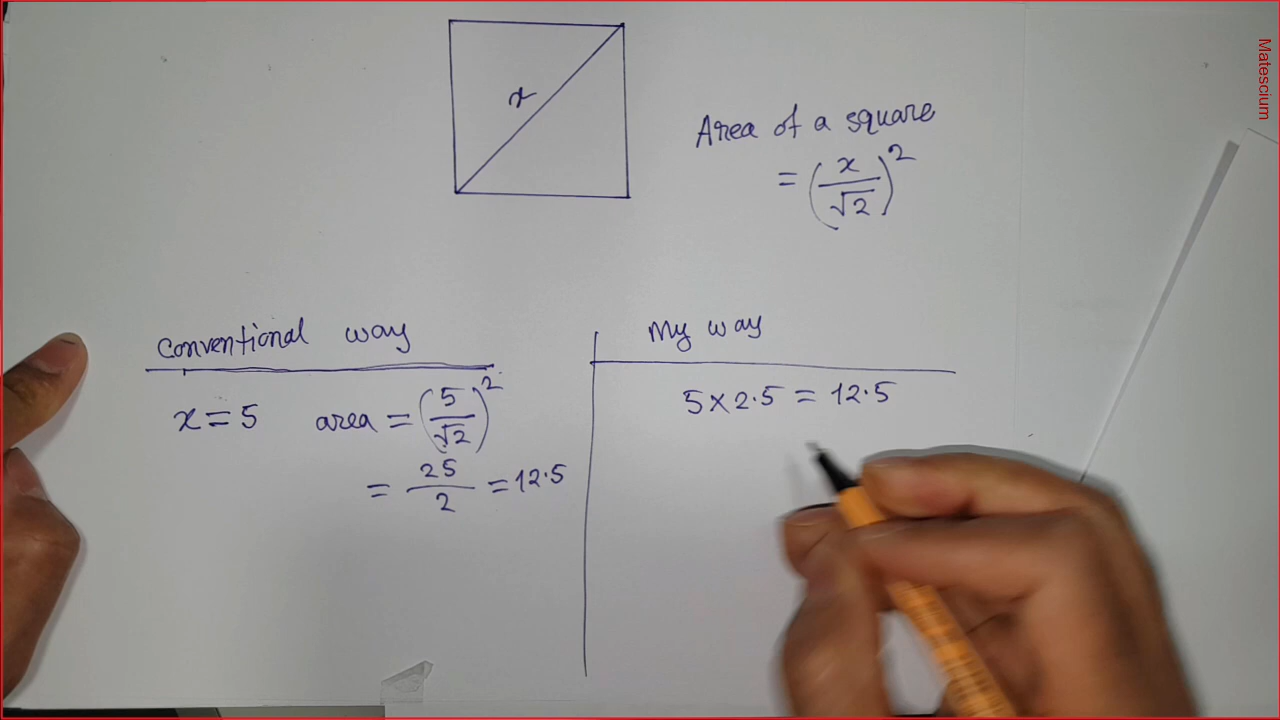 x
Area of a square
= (x/√2)²
Conventional way
x = 5 area = (5/√2)²
= 25/2 = 12.5
My way
5 x 2.5 = 12.5
Matescium